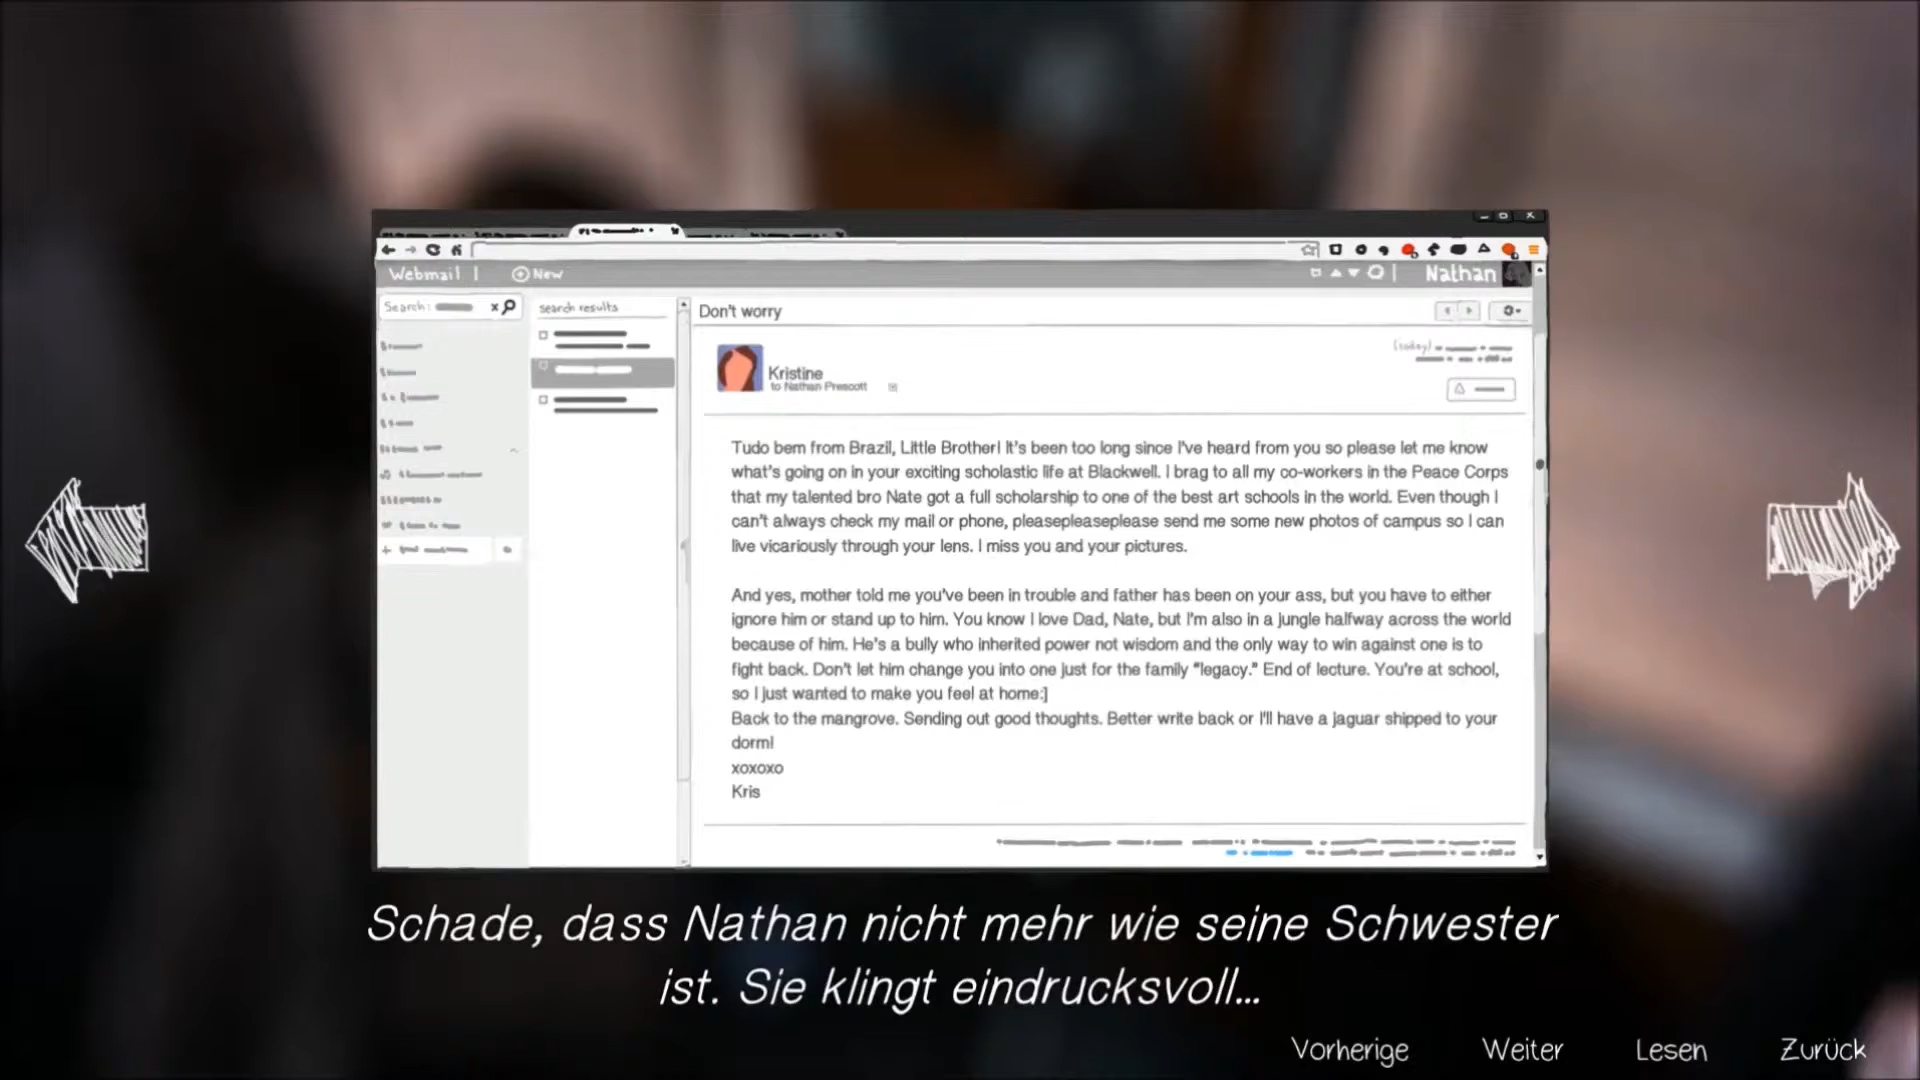 Webmail |
New
Nathan
Search:
search results
Don't worry
(today)
Kristine
to Nathan Prescott
Tudo bem from Brazil, Little Brother! It's been too long since I've heard from you so please let me know
what's going on in your exciting scholastic life at Blackwell. I brag to all my co-workers in the Peace Corps
that my talented bro Nate got a full scholarship to one of the best art schools in the world. Even though I
can't always check my mail or phone, pleasepleaseplease send me some new photos of campus so I can
live vicariously through your lens. I miss you and your pictures.
And yes, mother told me you've been in trouble and father has been on your ass, but you have to either
ignore him or stand up to him. You know I love Dad, Nate, but I'm also in a jungle halfway across the world
because of him. He's a bully who inherited power not wisdom and the only way to win against one is to
fight back. Don't let him change you into one just for the family "legacy." End of lecture. You're at school,
so I just wanted to make you feel at home:]
Back to the mangrove. Sending out good thoughts. Better write back or I'll have a jaguar shipped to your
dorm!
xoxoxo
Kris
Schade, dass Nathan nicht mehr wie seine Schwester
ist. Sie klingt eindrucksvoll...
Vorherige
Weiter
Lesen
Zurück